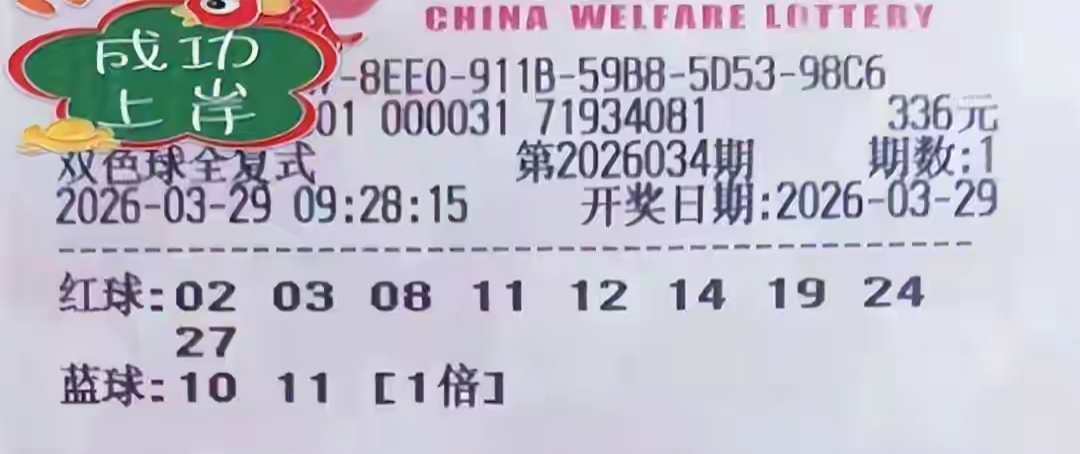 CHINA WELFARE LOTTERY
成功
上岸
-8EE0-911B-59B8-5D53-98C6
01 000031 71934081 336元
双色球全复式 第2026034期 期数:1
2026-03-29 09:28:15 开奖日期:2026-03-29
红球:02 03 08 11 12 14 19 24
27
蓝球:10 11 [1倍]